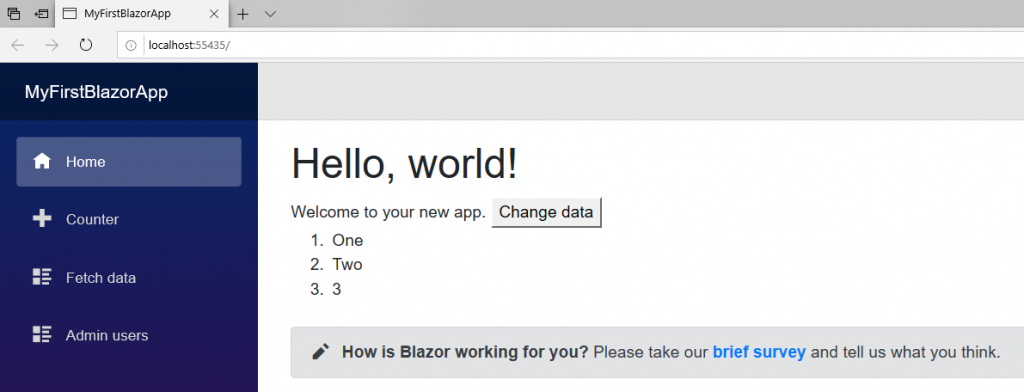 MyFirstBlazorApp
localhost:55435/
MyFirstBlazorApp
Home
Counter
Fetch data
Admin users
Hello, world!
Welcome to your new app. Change data
1. One
2. Two
3. 3
How is Blazor working for you? Please take our brief survey and tell us what you think.